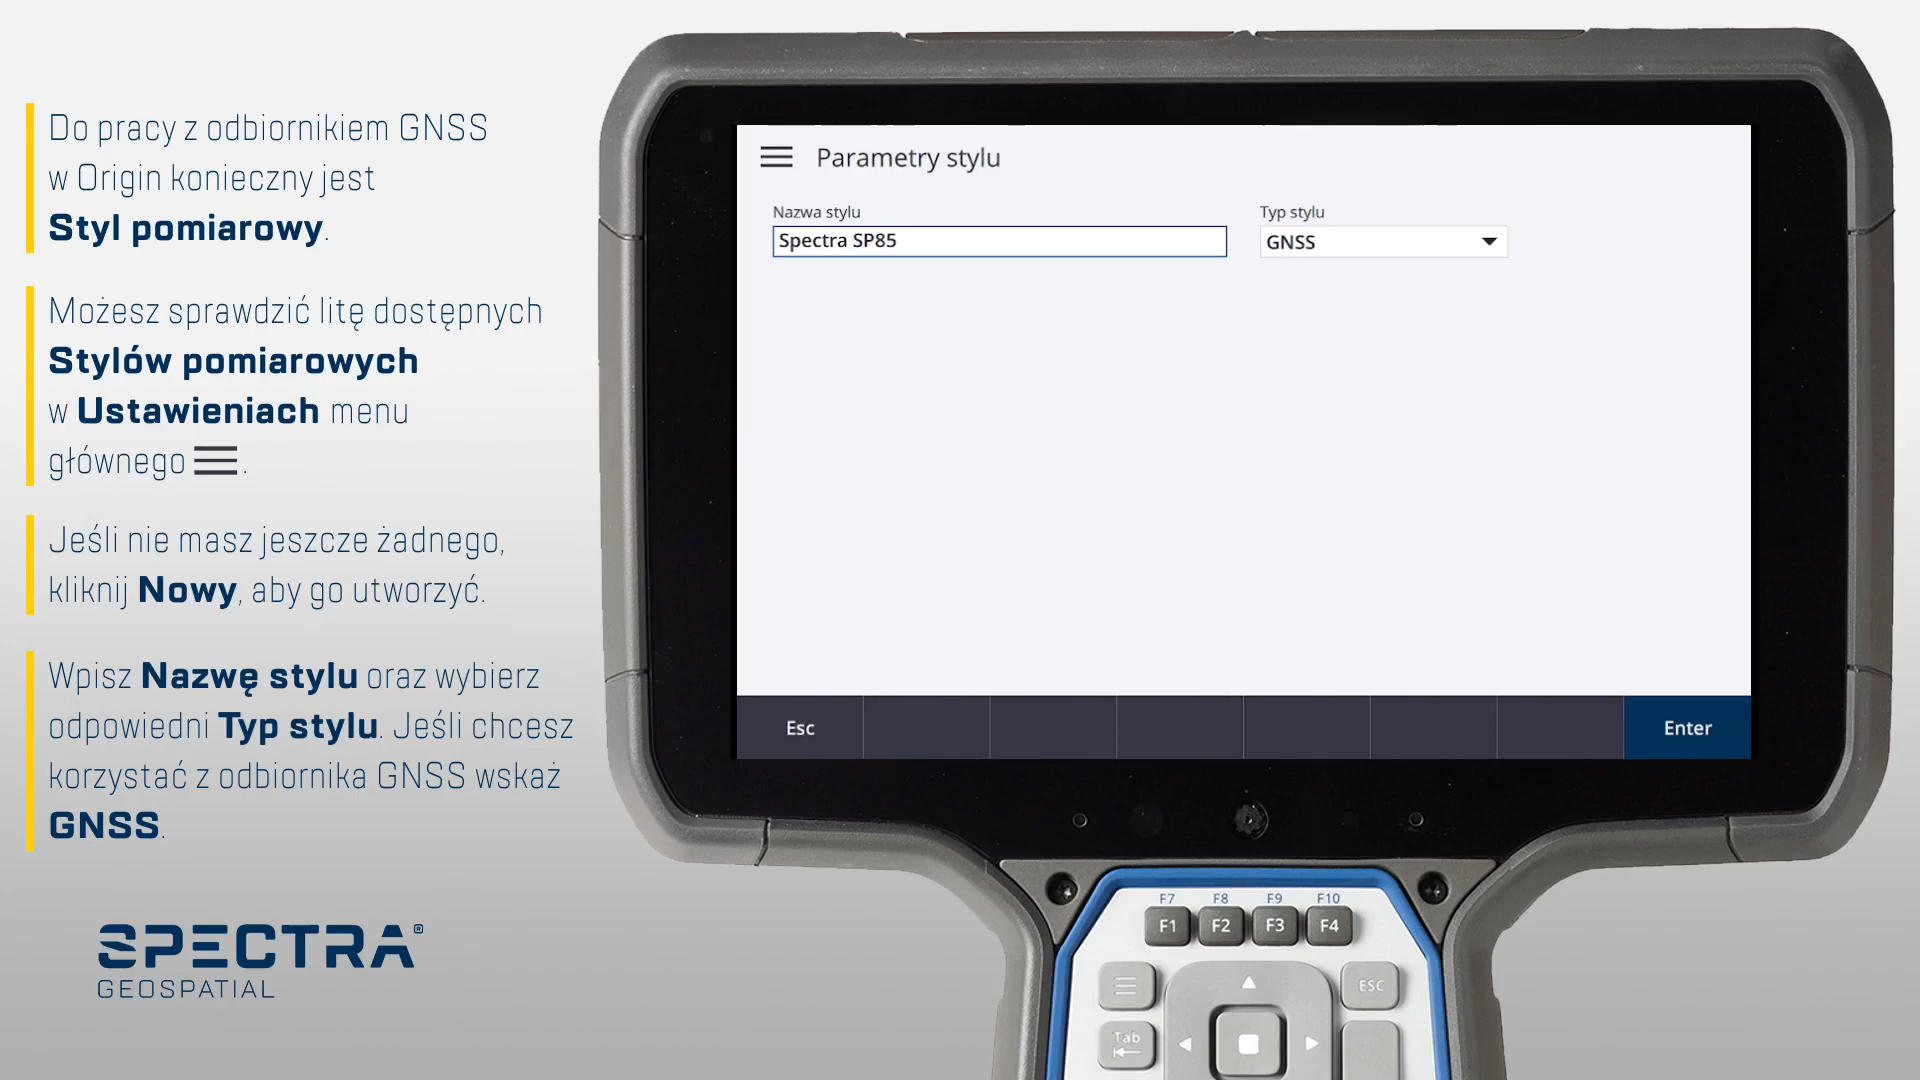 Do pracy z odbiornikiem GNSS
w Origin konieczny jest
Styl pomiarowy.
Możesz sprawdzić litę dostępnych
Stylów pomiarowych
w Ustawieniach menu
głównego .
Jeśli nie masz jeszcze żadnego,
kliknij Nowy, aby go utworzyć.
Wpisz Nazwę stylu oraz wybierz
odpowiedni Typ stylu. Jeśli chcesz
korzystać z odbiornika GNSS wskaż
GNSS.
SPECTRA®
GEOSPATIAL
Parametry stylu
Nazwa stylu
Typ stylu
Spectra SP85
GNSS
Esc
Enter
F7 F8 F9 F10
F1 F2 F3 F4
ESC
Tab